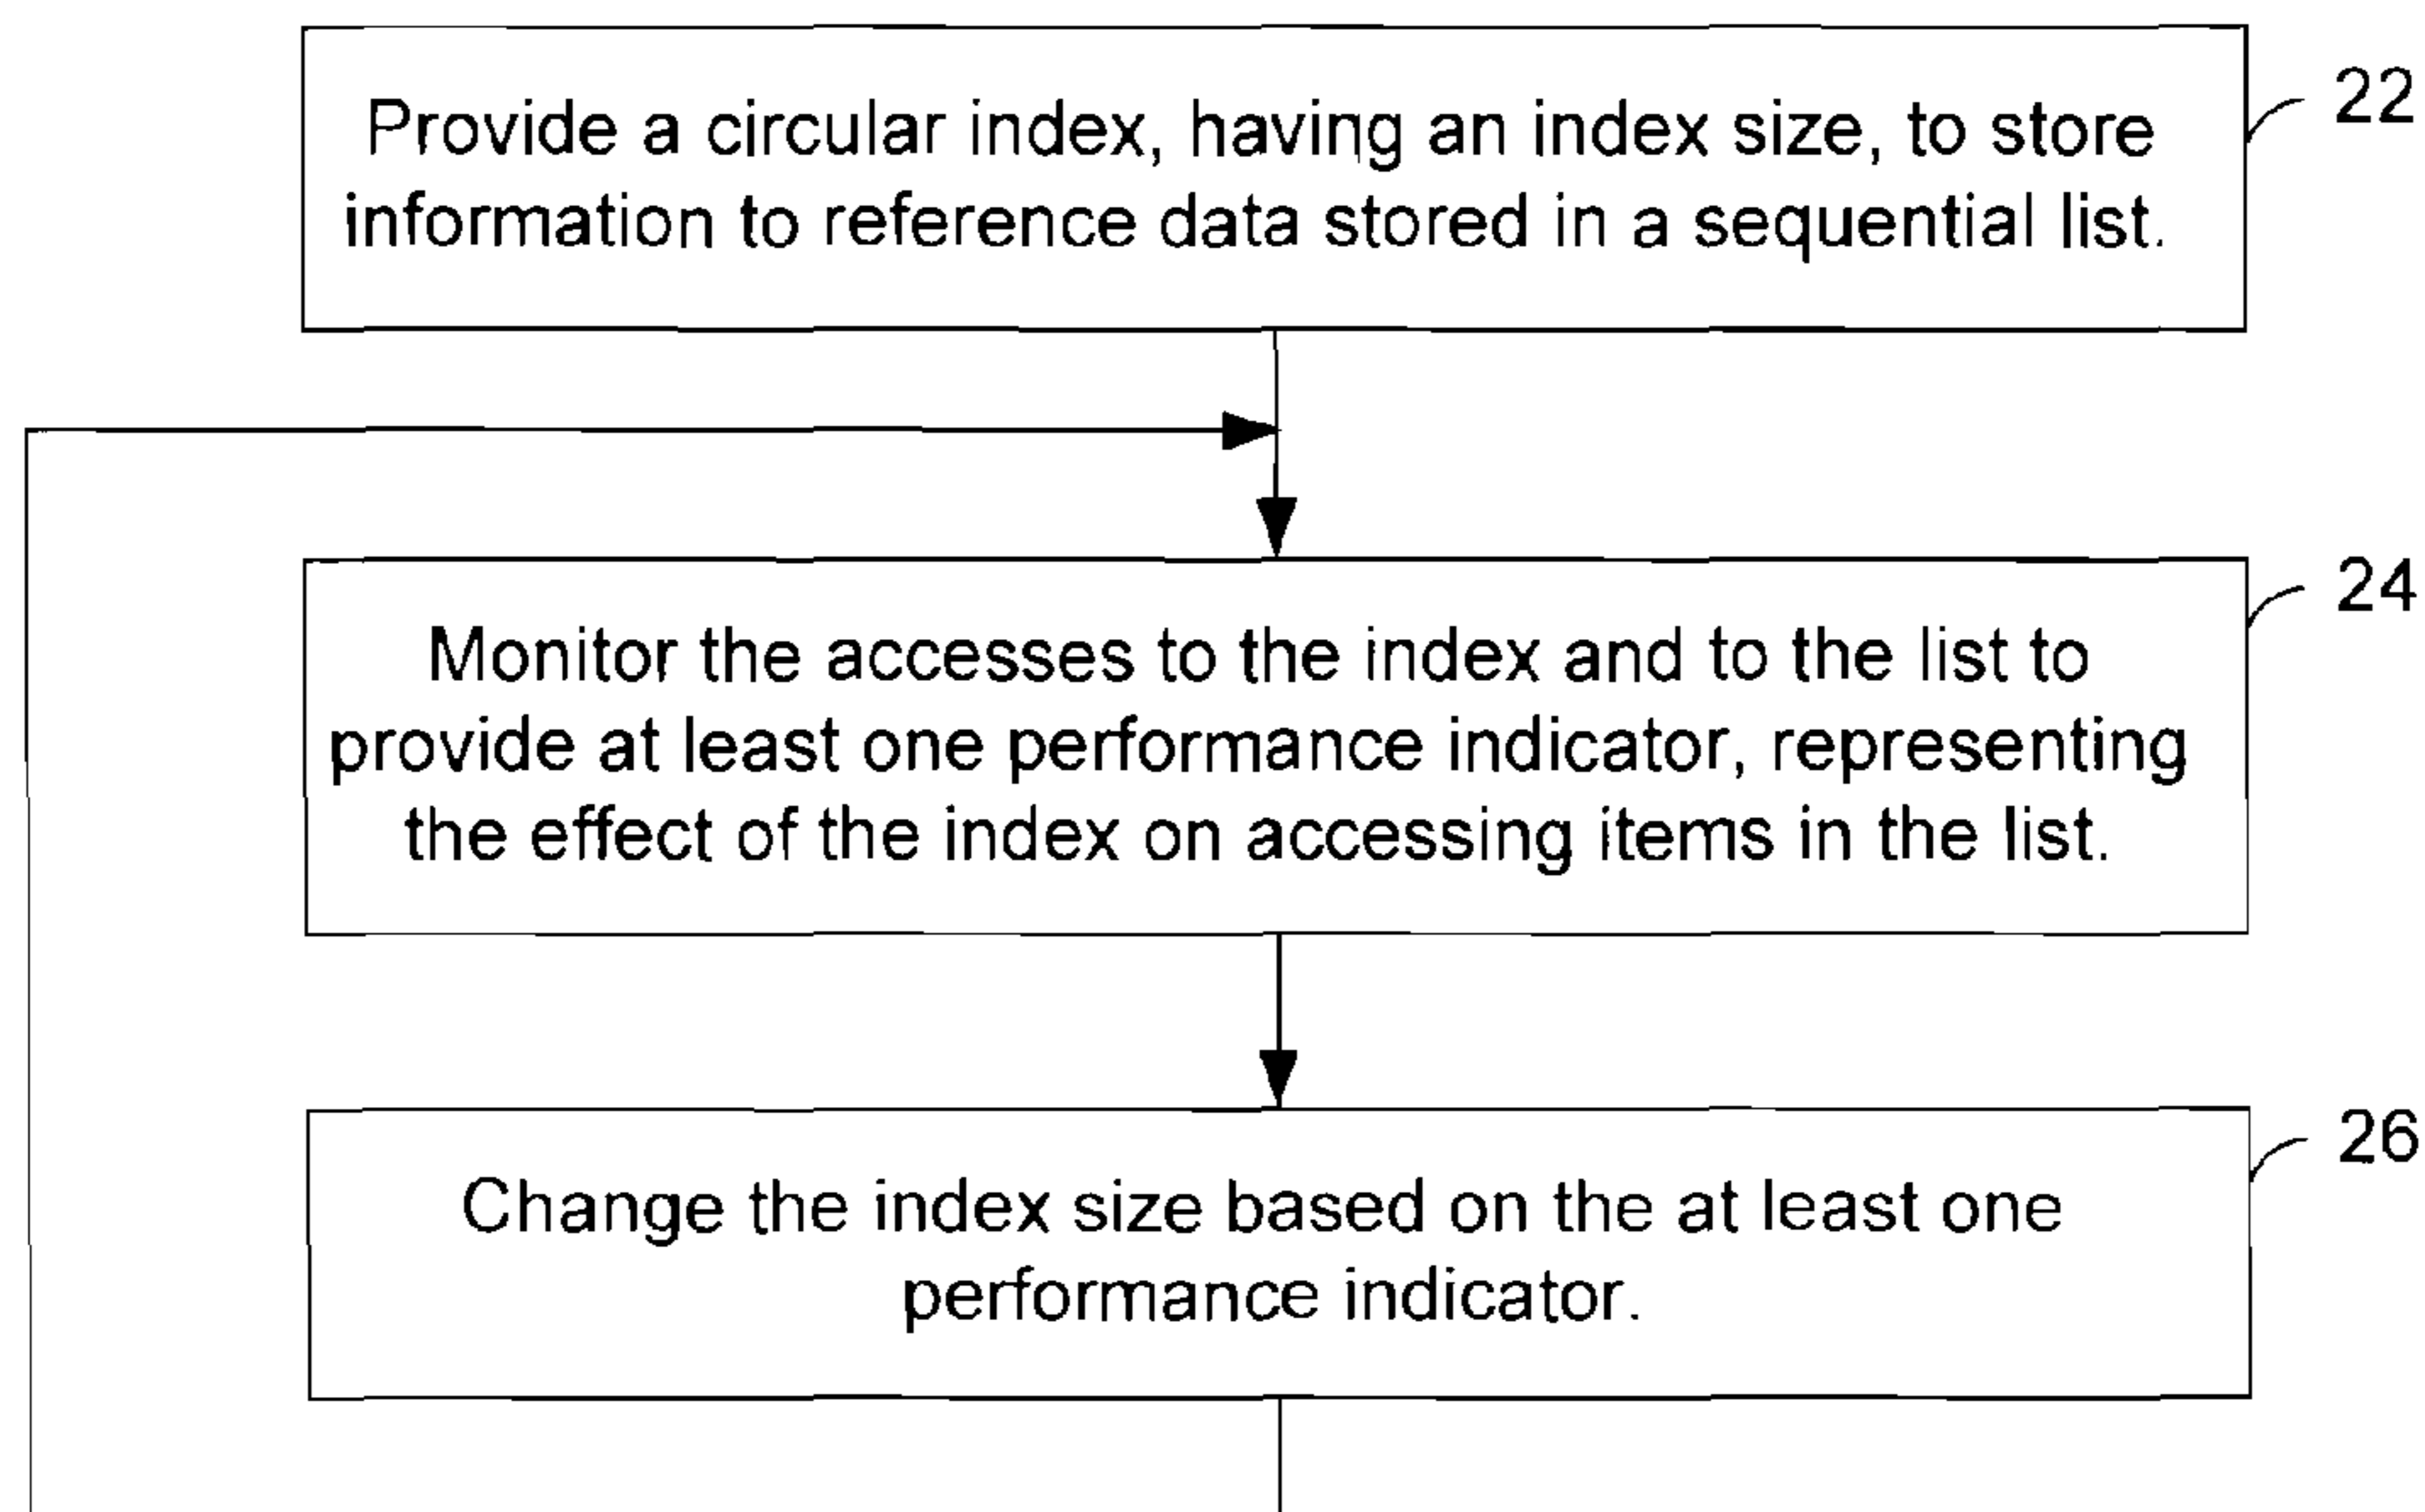 Provide a circular index, having an index size, to store
information to reference data stored in a sequential list.
22
Monitor the accesses to the index and to the list to
provide at least one performance indicator, representing
the effect of the index on accessing items in the list.
24
Change the index size based on the at least one
performance indicator.
26